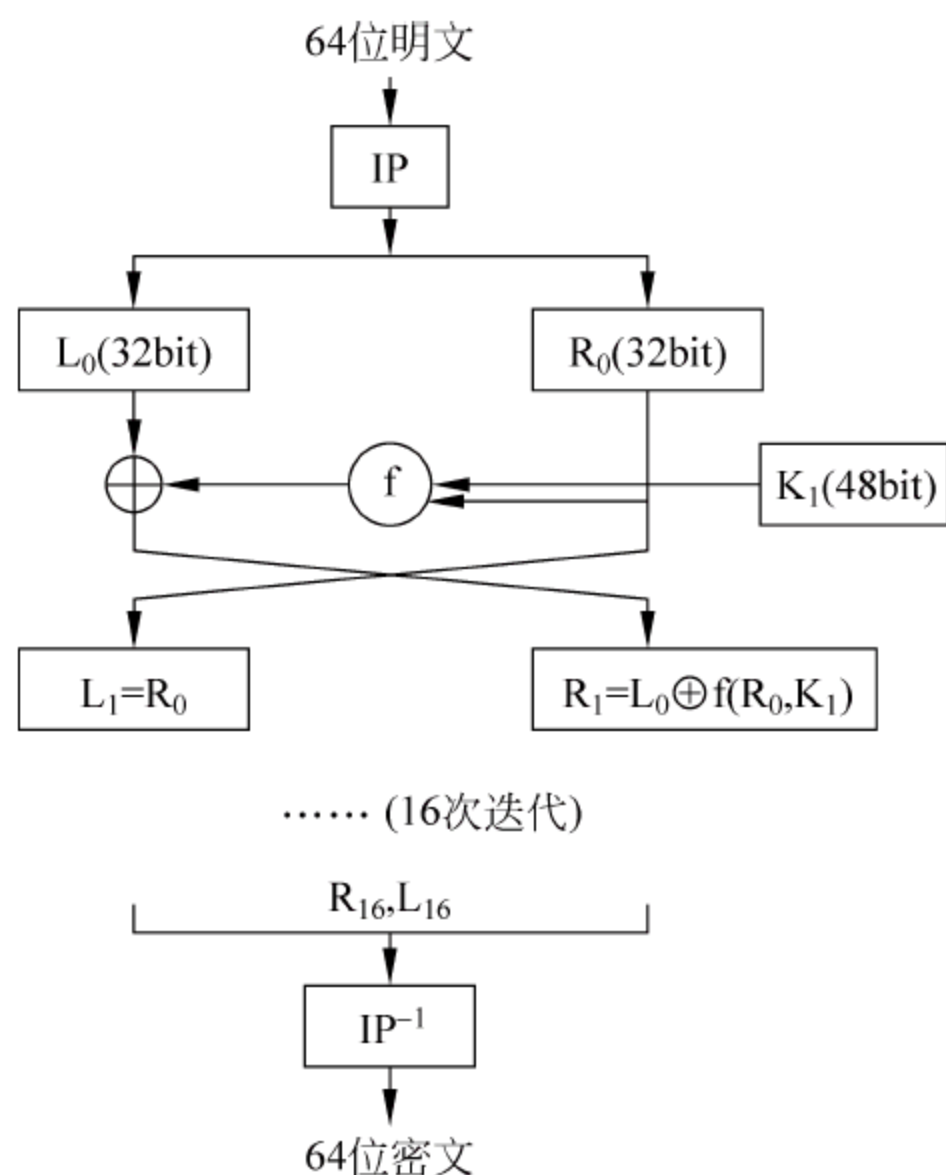 64位明文
IP
L₀(32bit)
R₀(32bit)
⊕
f
K₁(48bit)
L₁=R₀
R₁=L₀⊕f(R₀,K₁)
…… (16次迭代)
R₁₆,L₁₆
IP⁻¹
64位密文